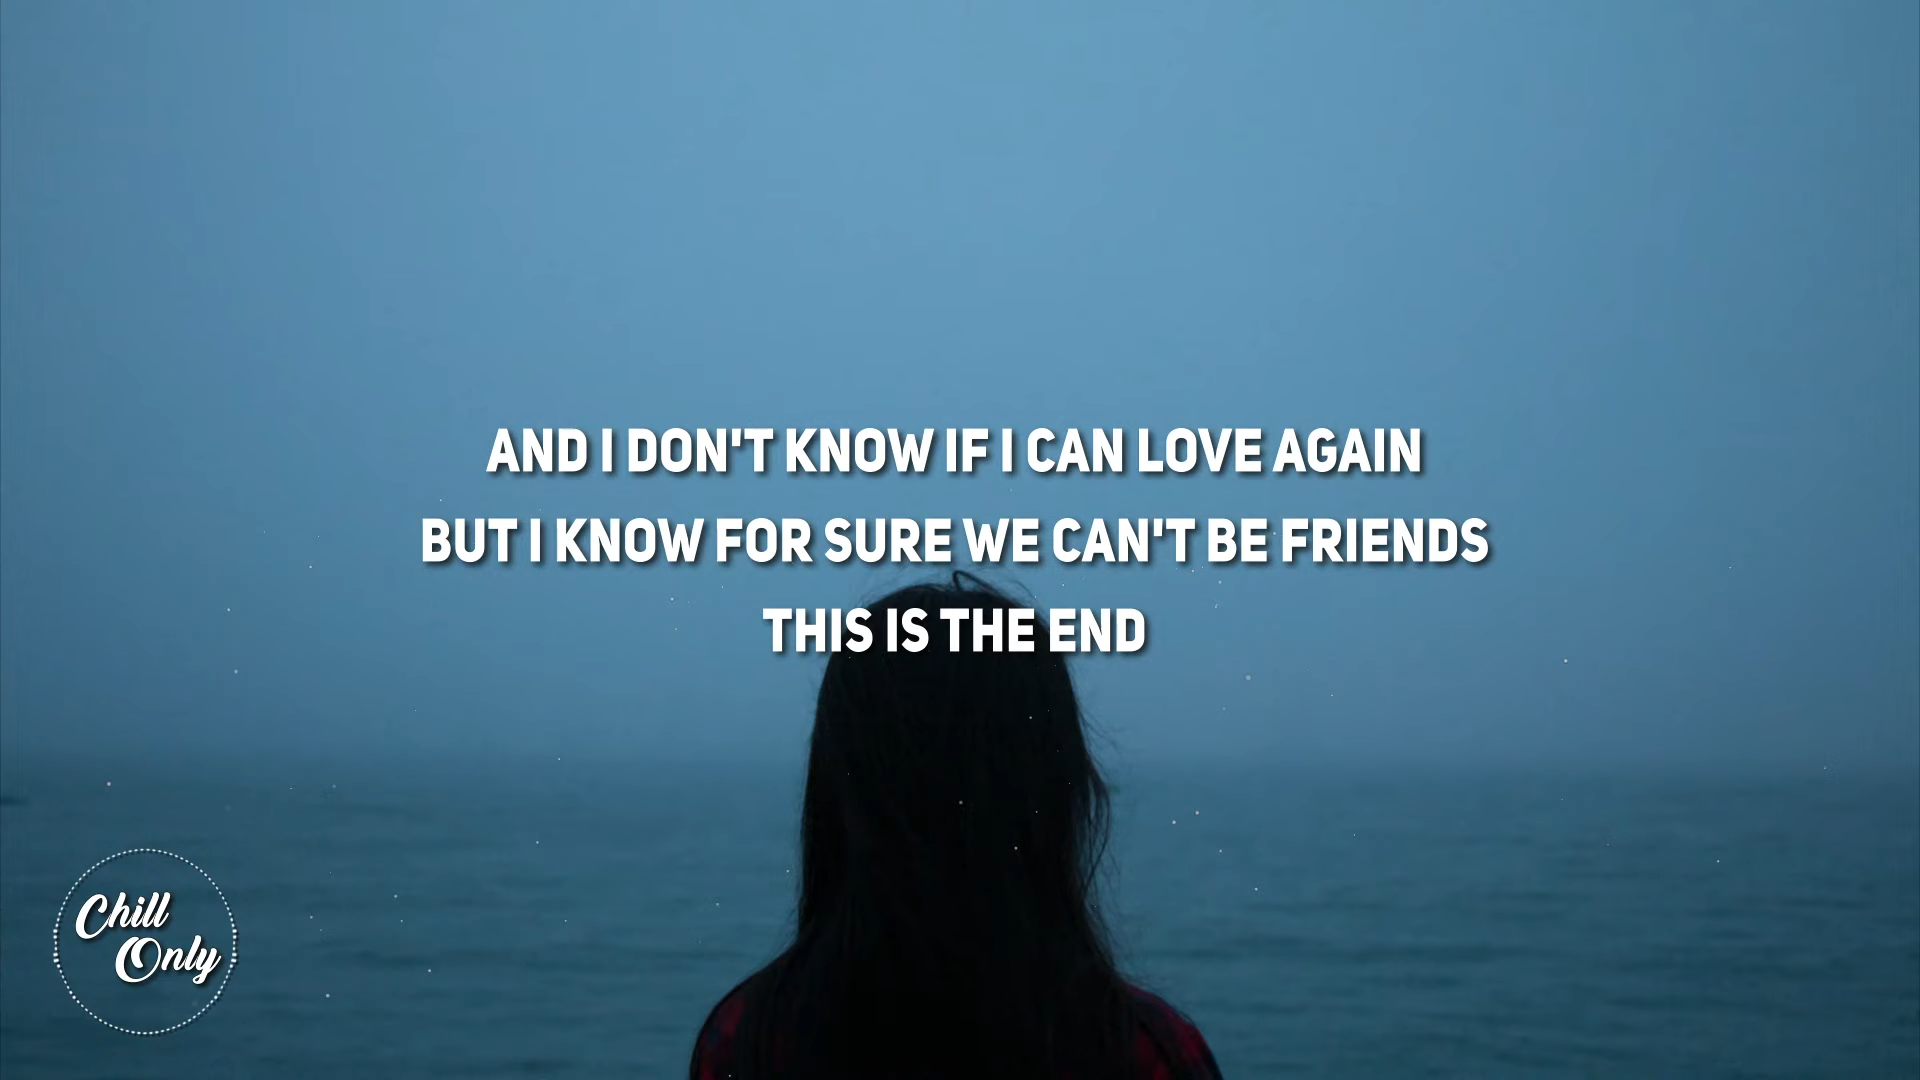 AND I DON'T KNOW IF I CAN LOVE AGAIN
BUT I KNOW FOR SURE WE CAN'T BE FRIENDS
THIS IS THE END
Chill
Only